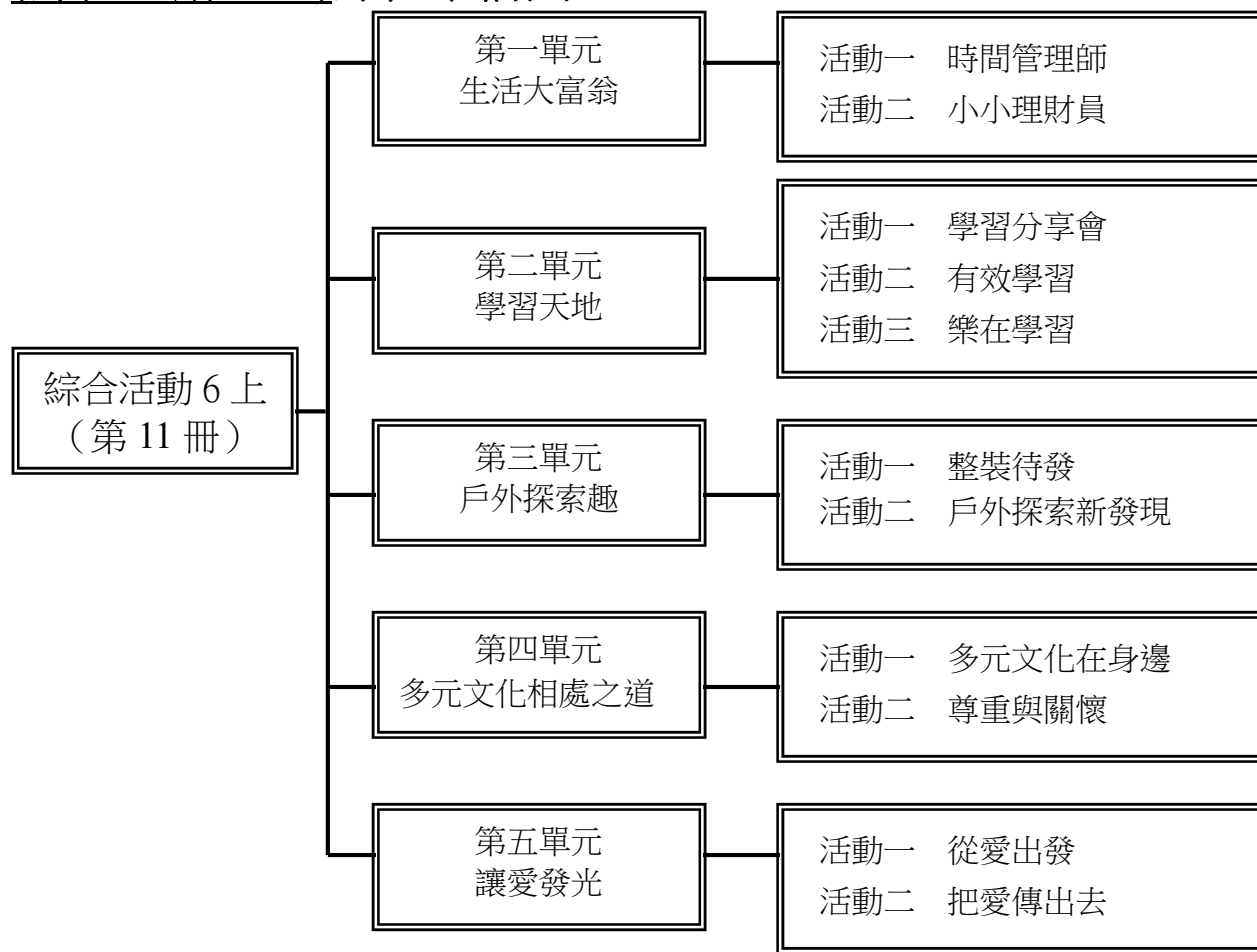 綜合活動 6 上
（第 11 冊）
第一單元
生活大富翁
活動一　時間管理師
活動二　小小理財員
第二單元
學習天地
活動一　學習分享會
活動二　有效學習
活動三　樂在學習
第三單元
戶外探索趣
活動一　整裝待發
活動二　戶外探索新發現
第四單元
多元文化相處之道
活動一　多元文化在身邊
活動二　尊重與關懷
第五單元
讓愛發光
活動一　從愛出發
活動二　把愛傳出去